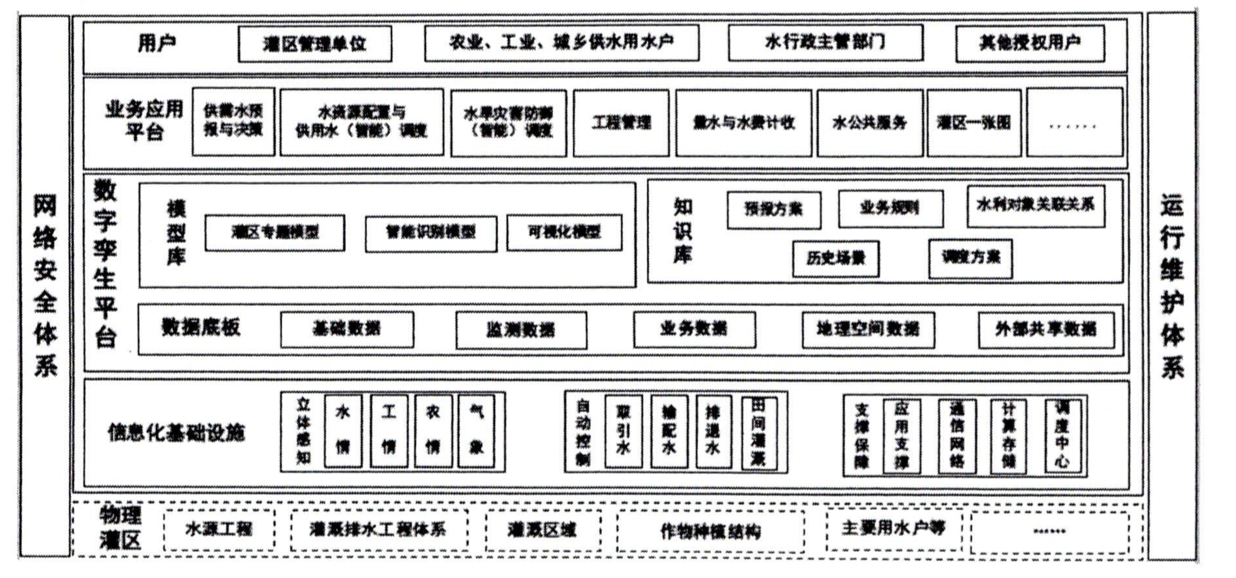 网络安全体系
用户
灌区管理单位
农业、工业、城乡供水用水户
水行政主管部门
其他授权用户
业务应用
平台
供需水预
报与决策
水资源配置与
供用水（智能）调度
水旱灾害防御
（智能）调度
工程管理
量水与水费计收
水公共服务
灌区一张图
......
数字孪生平台
模型库
灌区专题模型
智能识别模型
可视化模型
知识库
预报方案
业务规则
水利对象关联关系
历史场景
调度方案
数据底板
基础数据
监测数据
业务数据
地理空间数据
外部共享数据
信息化基础设施
立体感知
水情
工情
农情
气象
自动控制
取引水
输配水
排退水
田间灌溉
支撑保障
应用支撑
通信网络
计算存储
调度中心
物理
灌区
水源工程
灌溉排水工程体系
灌溉区域
作物种植结构
主要用水户等
······
运行维护体系